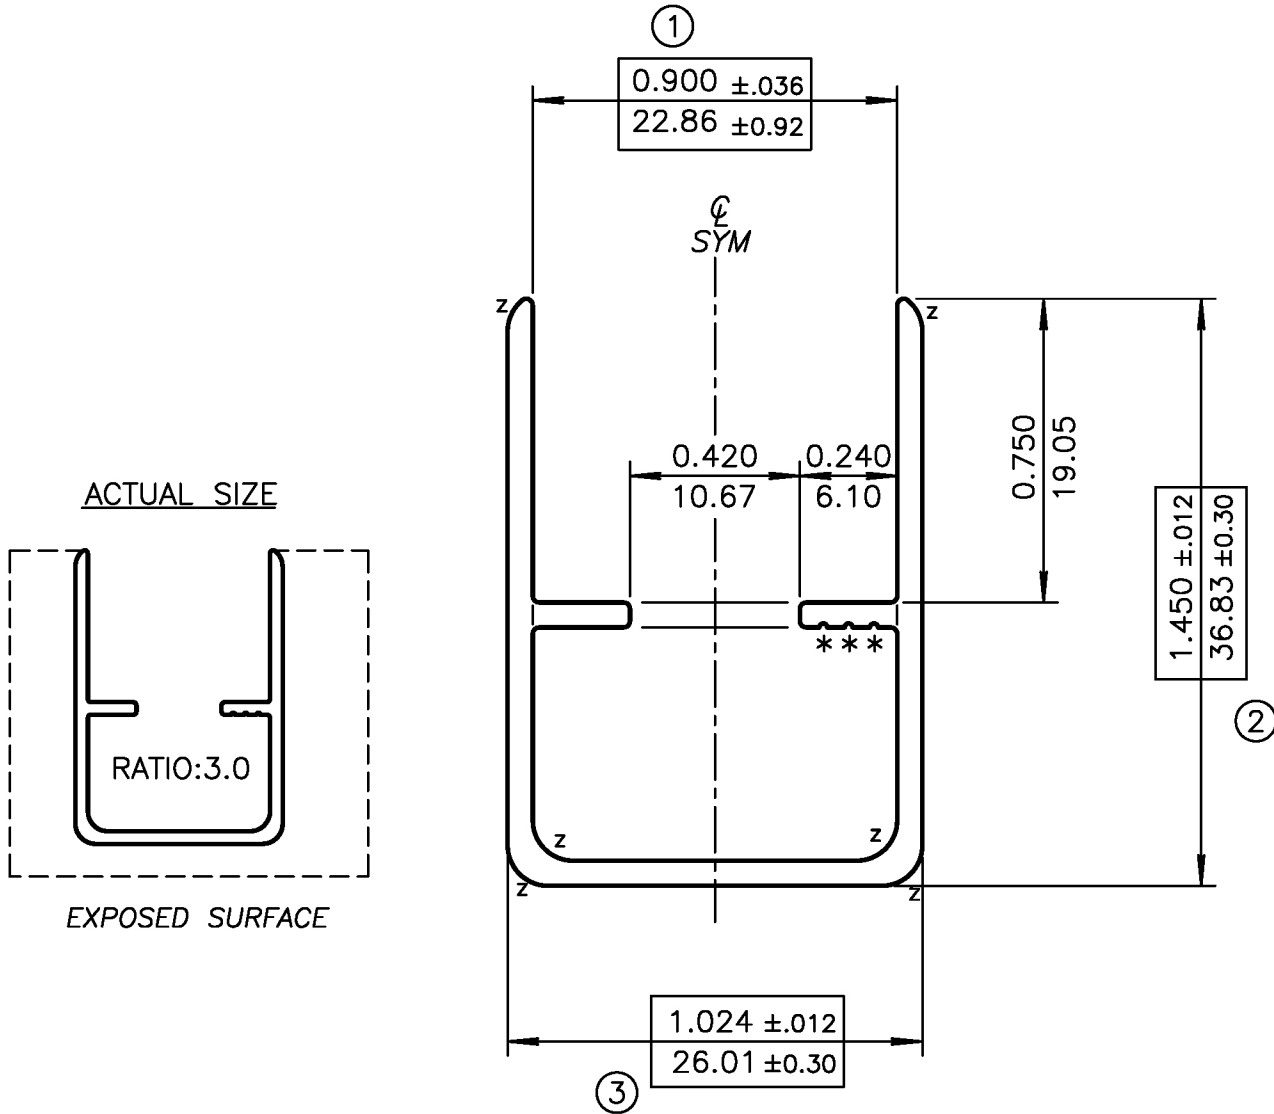 1
0.900 ±.036
22.86 ±0.92
℄
SYM
z
z
0.420
10.67
0.240
6.10
0.750
19.05
1.450 ±.012
36.83 ±0.30
2
* * *
ACTUAL SIZE
RATIO:3.0
EXPOSED SURFACE
z
z
z
z
1.024 ±.012
26.01 ±0.30
3